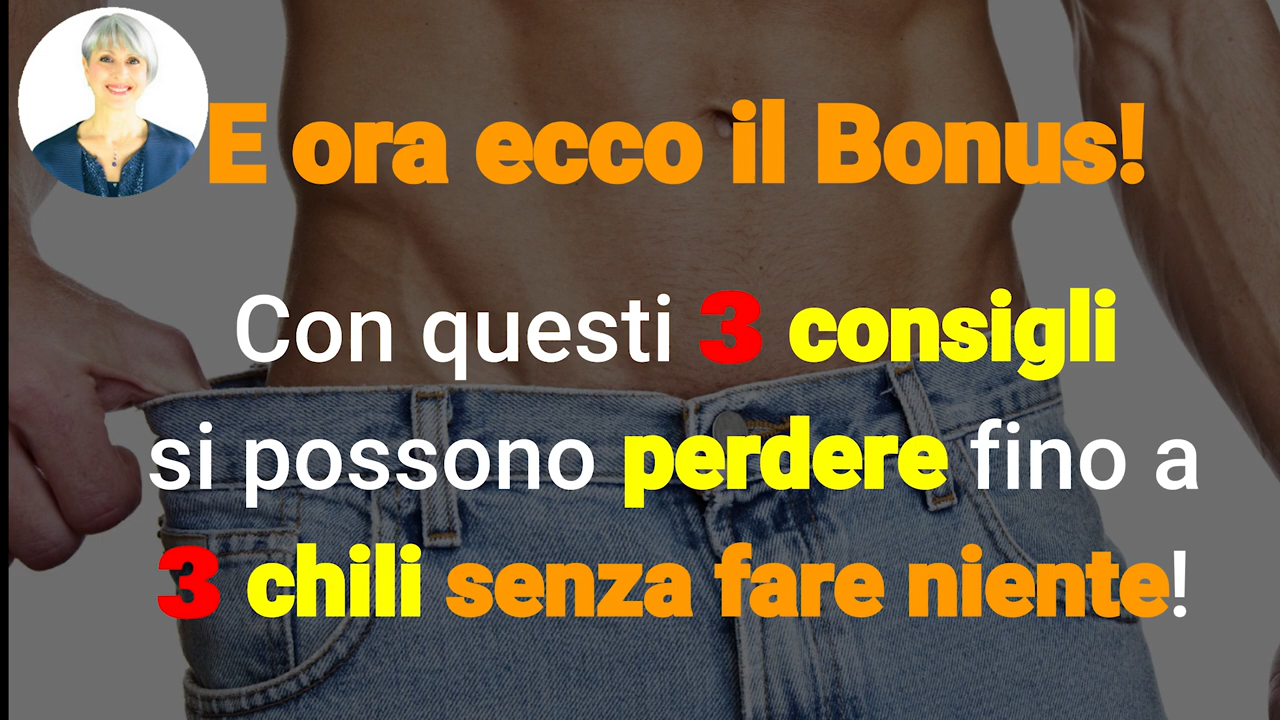 E ora ecco il Bonus!
Con questi 3 consigli
si possono perdere fino a
3 chili senza fare niente!